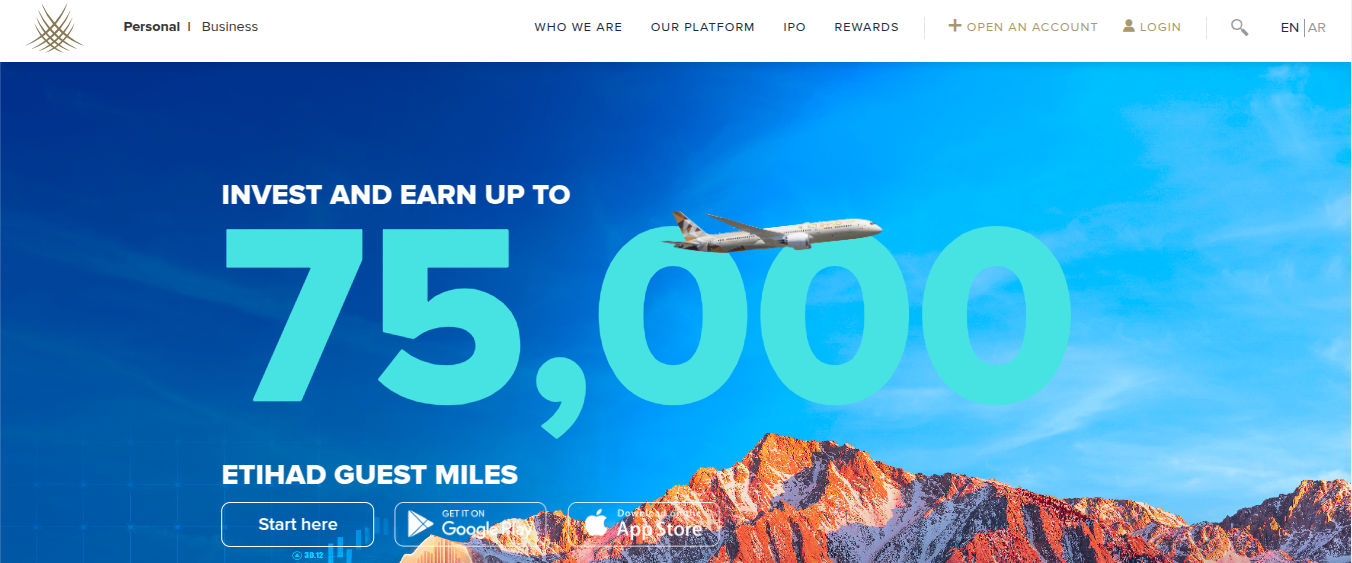 Personal I Business
WHO WE ARE OUR PLATFORM IPO REWARDS OPEN AN ACCOUNT LOGIN EN | AR
INVEST AND EARN UP TO
75,000
ETIHAD GUEST MILES
Start here
GET IT ON
Google Play
Download on the
App Store
39.12